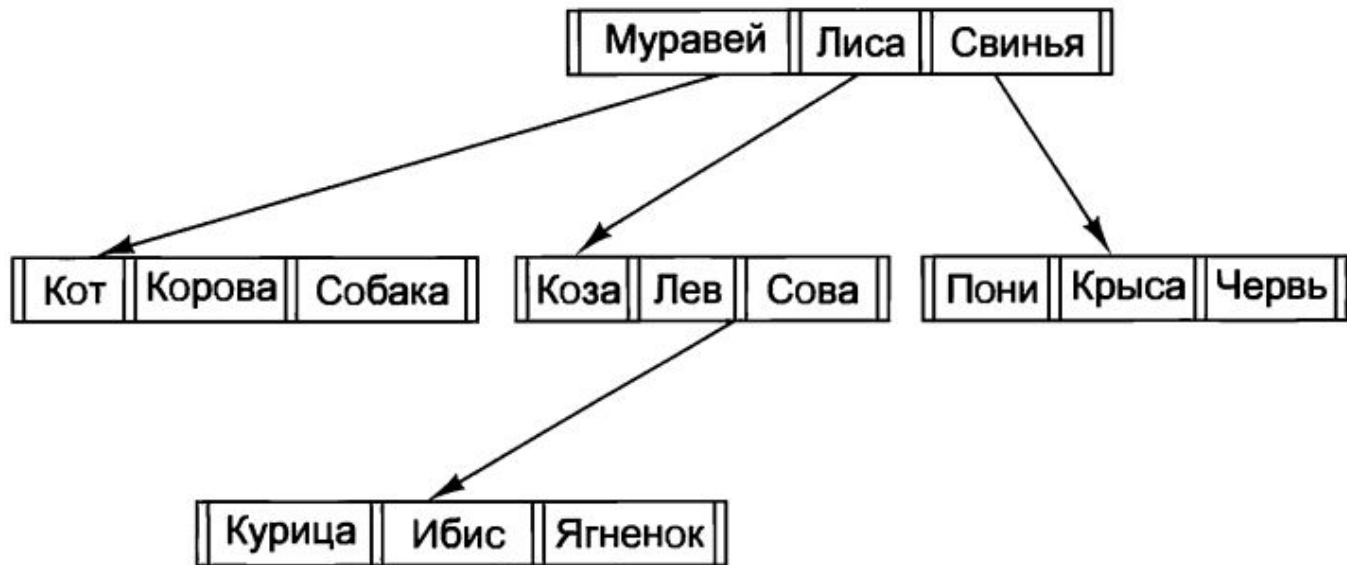 Муравей Лиса Свинья
Кот Корова Собака Коза Лев Сова Пони Крыса Червь
Курица Ибис Ягненок